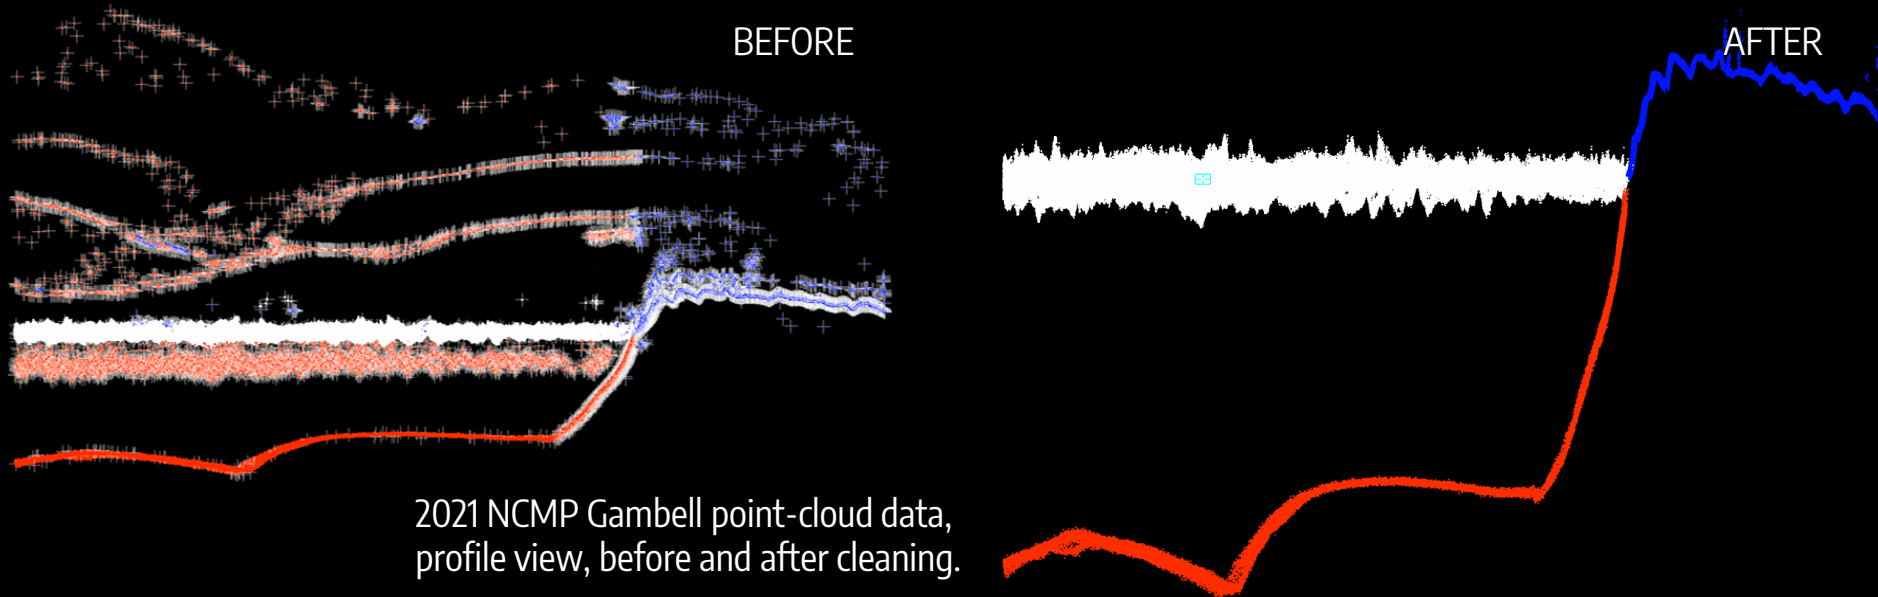 BEFORE
AFTER
2021 NCMP Gambell point-cloud data,
profile view, before and after cleaning.